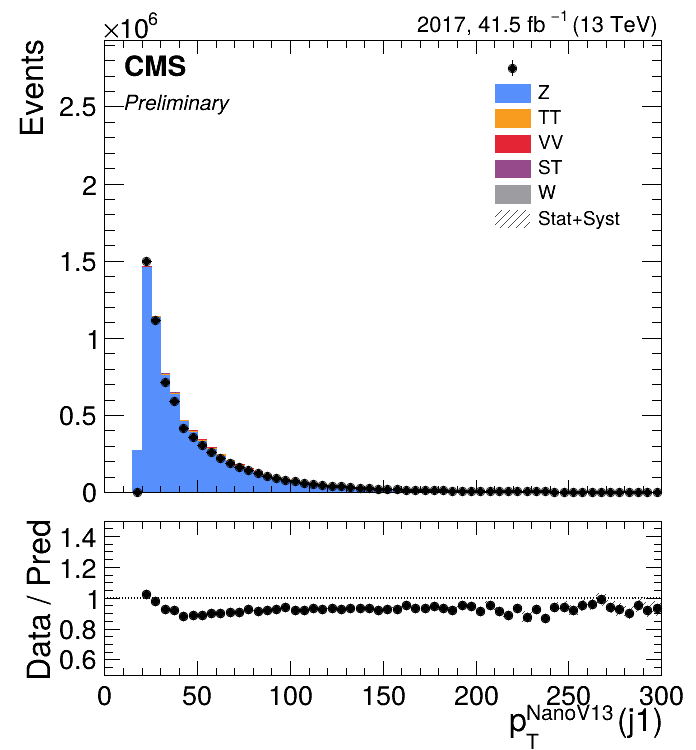 ×10⁶
2017, 41.5 fb⁻¹ (13 TeV)
CMS
Preliminary
Events
Z
TT
VV
ST
W
Stat+Syst
2.5
2
1.5
1
0.5
0
Data / Pred
1.4
1.2
1
0.8
0.6
0 50 100 150 200 250 300
p_T^NanoV13(j1)